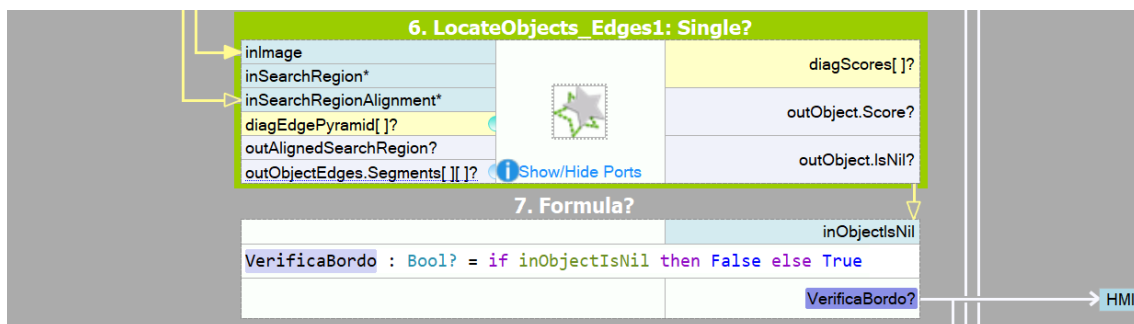 6. LocateObjects_Edges1: Single?
inImage
inSearchRegion*
inSearchRegionAlignment*
diagEdgePyramid[ ]?
outAlignedSearchRegion?
outObjectEdges.Segments[ ][ ]?
Show/Hide Ports
diagScores[ ]?
outObject.Score?
outObject.IsNil?
7. Formula?
inObjectIsNil
VerificaBordo : Bool? = if inObjectIsNil then False else True
VerificaBordo?
HMI